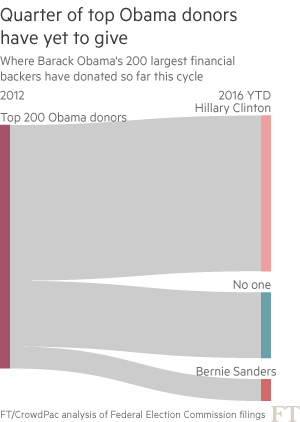 Quarter of top Obama donors
have yet to give
Where Barack Obama's 200 largest financial
backers have donated so far this cycle
2012
2016 YTD
Hillary Clinton
Top 200 Obama donors
No one
Bernie Sanders
FT/CrowdPac analysis of Federal Election Commission filings
FT